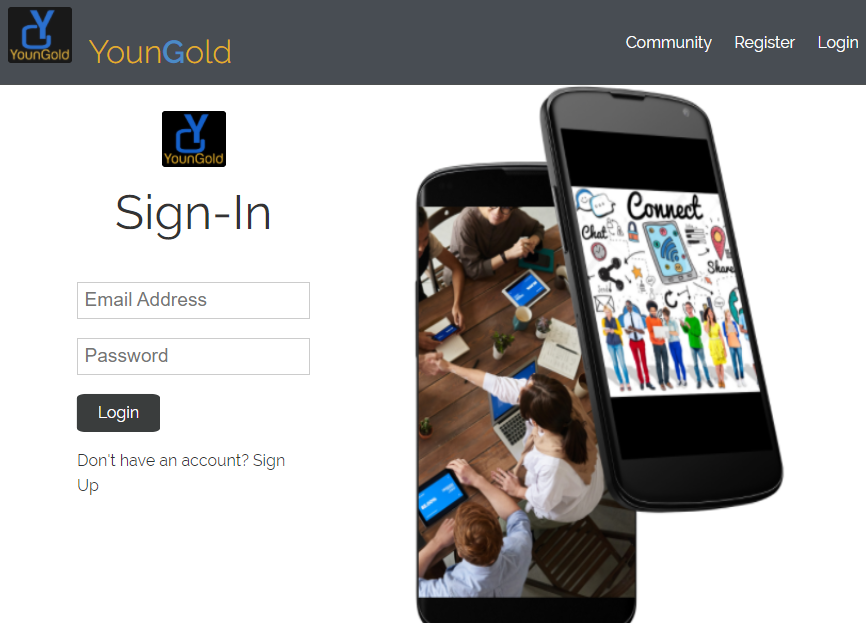 YounGold
YounGold
Community
Register
Login
YounGold
Sign-In
Email Address
Password
Login
Don't have an account? Sign
Up
Connect
Chat
Share